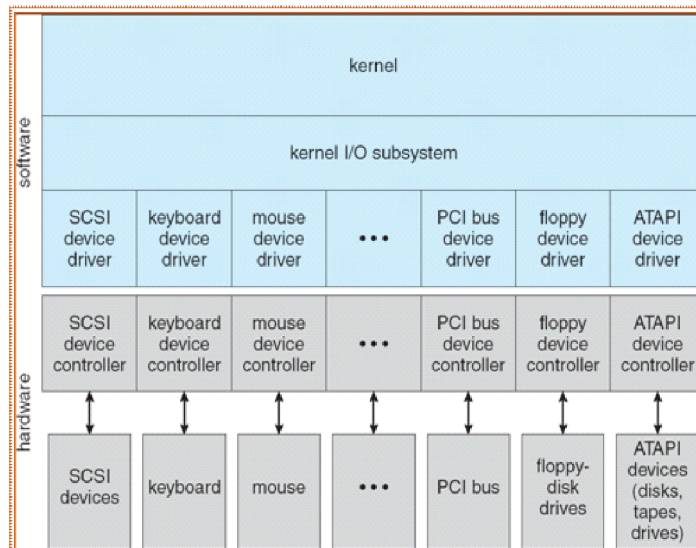 software
kernel
kernel I/O subsystem
SCSI
device
driver
keyboard
device
driver
mouse
device
driver
•••
PCI bus
device
driver
floppy
device
driver
ATAPI
device
driver
hardware
SCSI
device
controller
keyboard
device
controller
mouse
device
controller
•••
PCI bus
device
controller
floppy
device
controller
ATAPI
device
controller
SCSI
devices
keyboard
mouse
•••
PCI bus
floppy-
disk
drives
ATAPI
devices
(disks,
tapes,
drives)